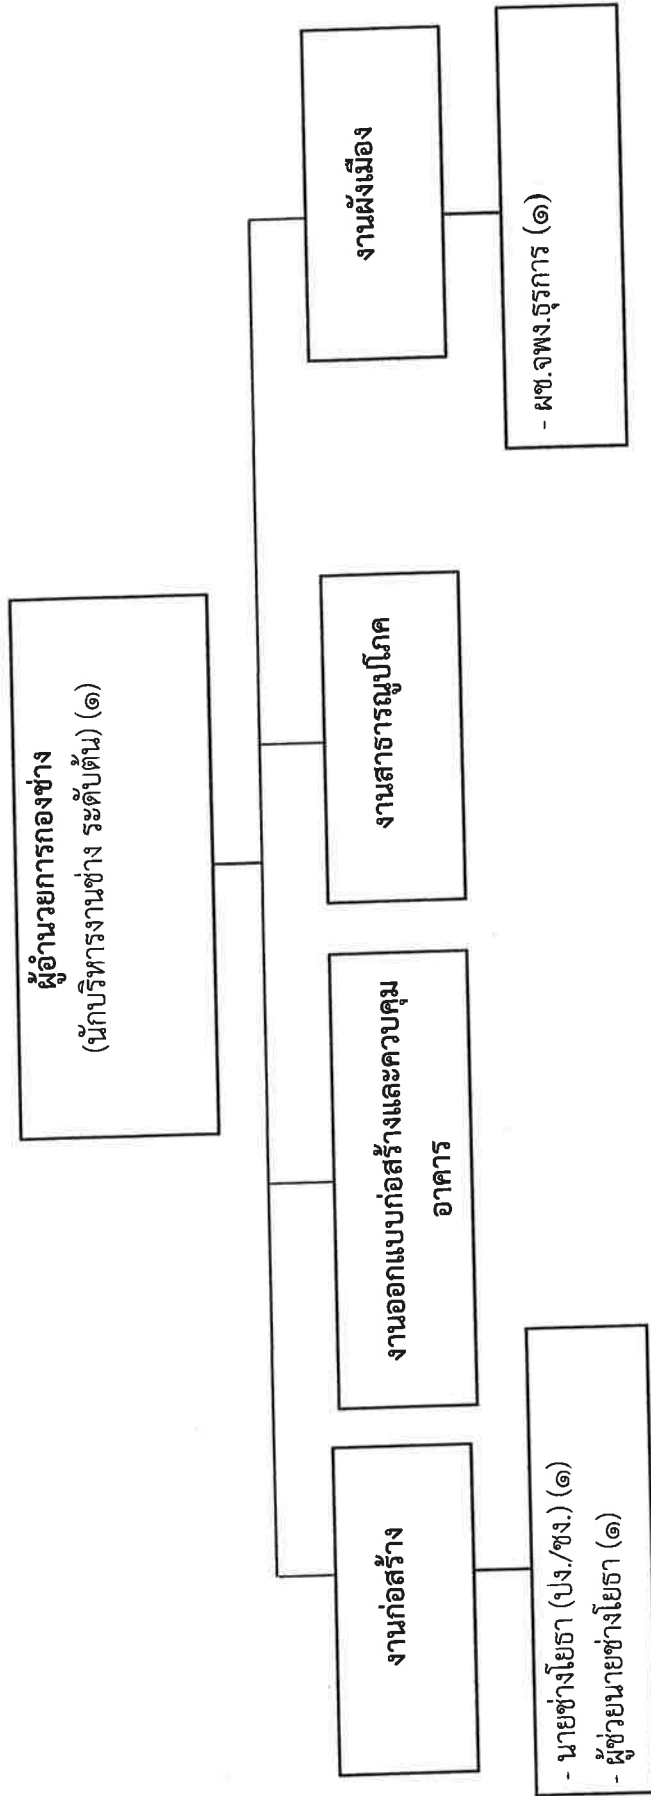 ผู้อำนวยการกองช่าง
(นักบริหารงานช่าง ระดับต้น) (๑)
งานก่อสร้าง
งานออกแบบก่อสร้างและควบคุม
อาคาร
งานสาธารณูปโภค
งานผังเมือง
- นายช่างโยธา (ปง./ชง.) (๑)
- ผู้ช่วยนายช่างโยธา (๑)
- ผช.จพง.ธุรการ (๑)